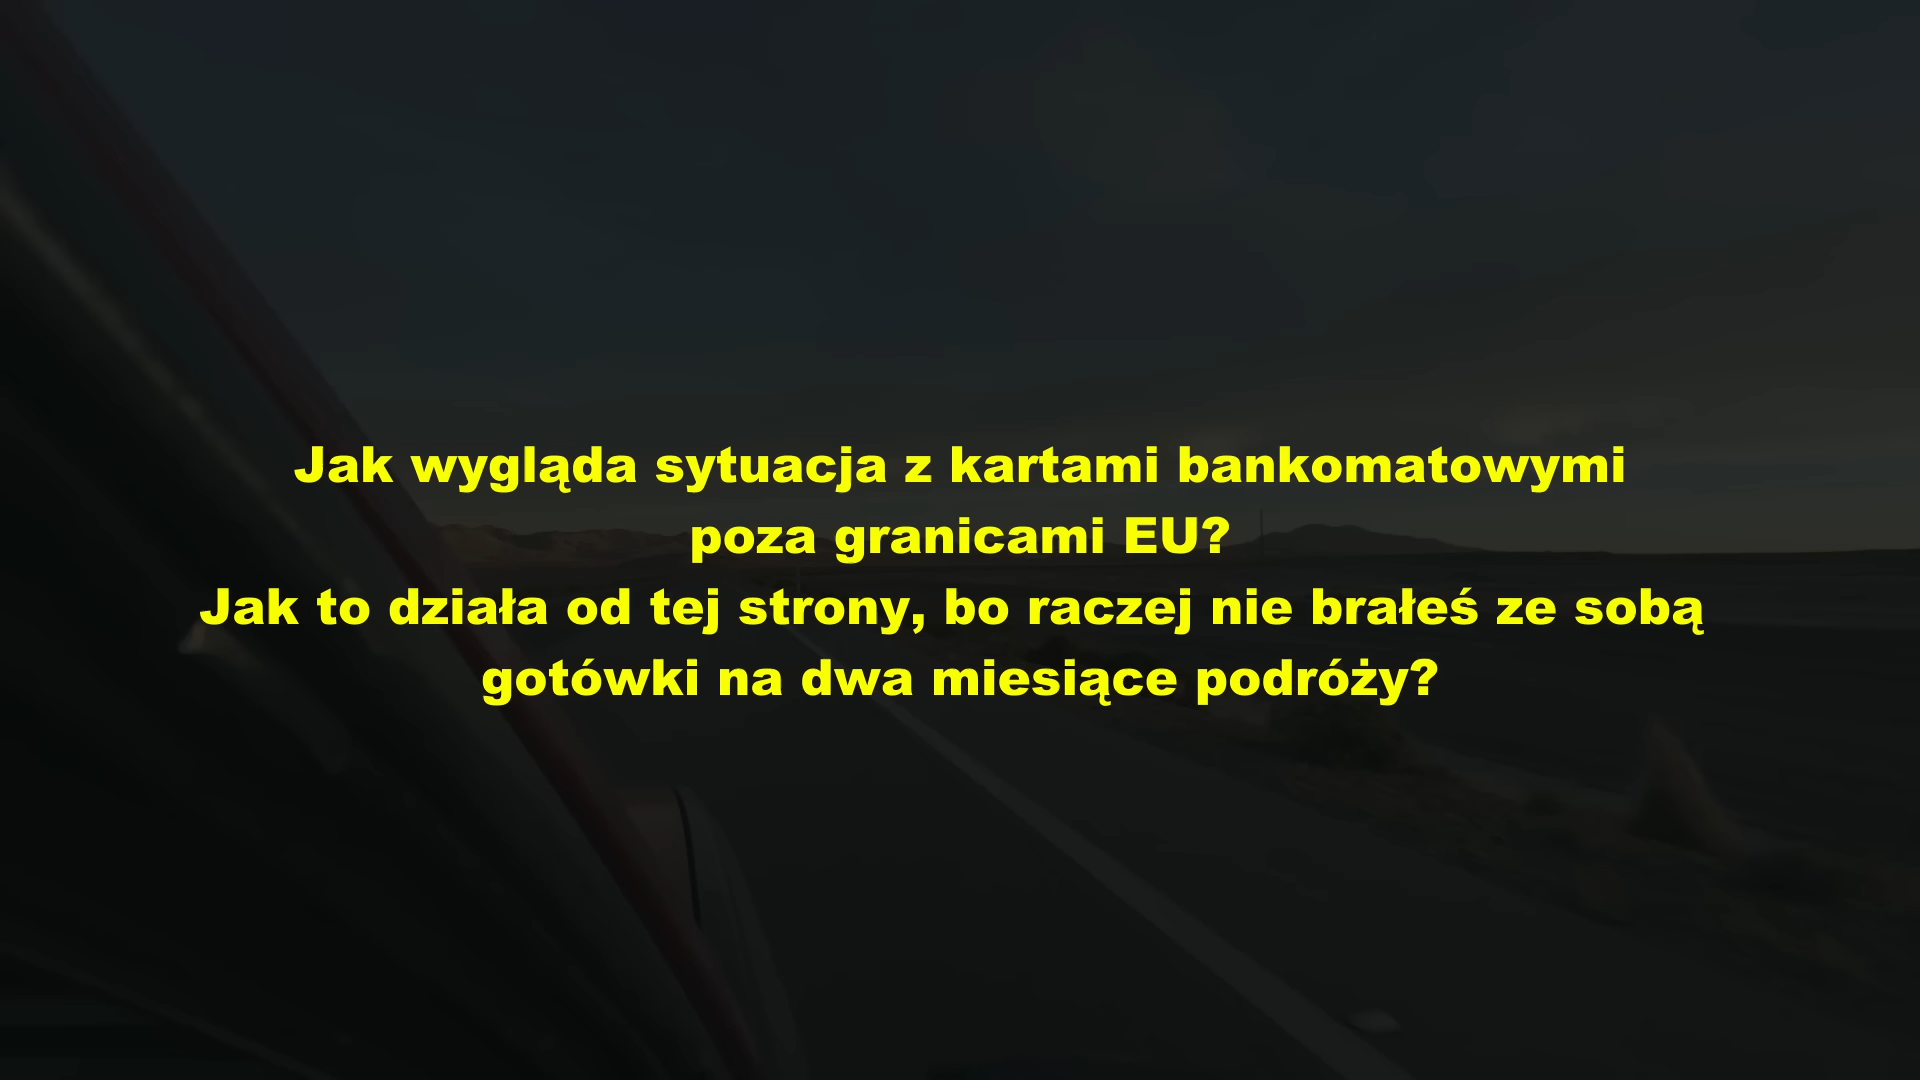 Jak wygląda sytuacja z kartami bankomatowymi
poza granicami EU?
Jak to działa od tej strony, bo raczej nie brałeś ze sobą
gotówki na dwa miesiące podróży?